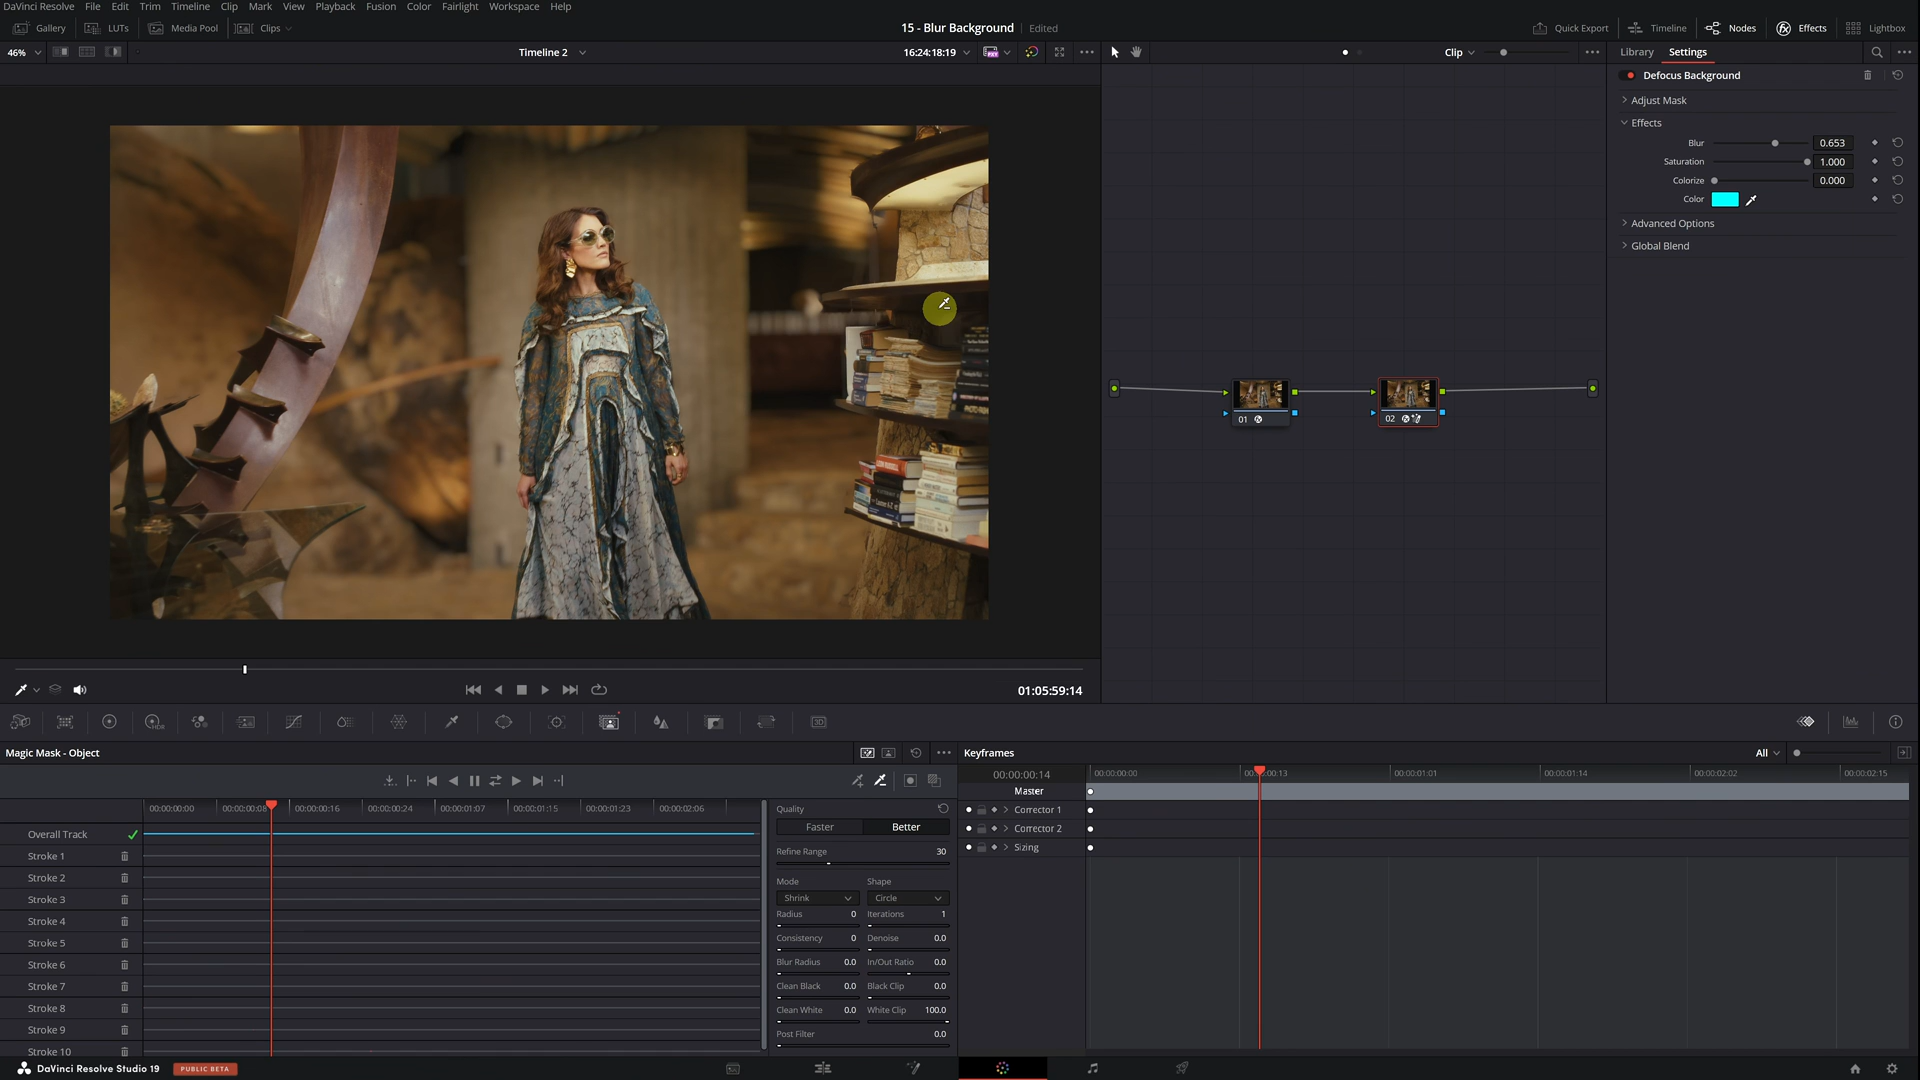 DaVinci Resolve File Edit Trim Timeline Clip Mark View Playback Fusion Color Fairlight Workspace Help
Gallery LUTs Media Pool Clips 15 - Blur Background Edited Quick Export Timeline Nodes Effects Lightbox
46% Timeline 2 16:24:18:19 Clip Library Settings
Defocus Background
Adjust Mask
Effects
Blur 0.653
Saturation 1.000
Colorize 0.000
Color
Advanced Options
Global Blend
01 02
01:05:59:14
Magic Mask - Object Keyframes All
00:00:00:14 00:00:00:00 00:00:01:01 00:00:01:14 00:00:02:02 00:00:02:15
Master
Corrector 1
Corrector 2
Sizing
00:00:00:00 00:00:00:08 00:00:00:16 00:00:00:24 00:00:01:07 00:00:01:15 00:00:01:23 00:00:02:06
Overall Track
Stroke 1
Stroke 2
Stroke 3
Stroke 4
Stroke 5
Stroke 6
Stroke 7
Stroke 8
Stroke 9
Stroke 10
Quality
Faster Better
Refine Range 30
Mode Shape
Shrink Circle
Radius 0 Iterations 1
Consistency 0 Denoise 0.0
Blur Radius 0.0 In/Out Ratio 0.0
Clean Black 0.0 Black Clip 0.0
Clean White 0.0 White Clip 100.0
Post Filter 0.0
DaVinci Resolve Studio 19 PUBLIC BETA